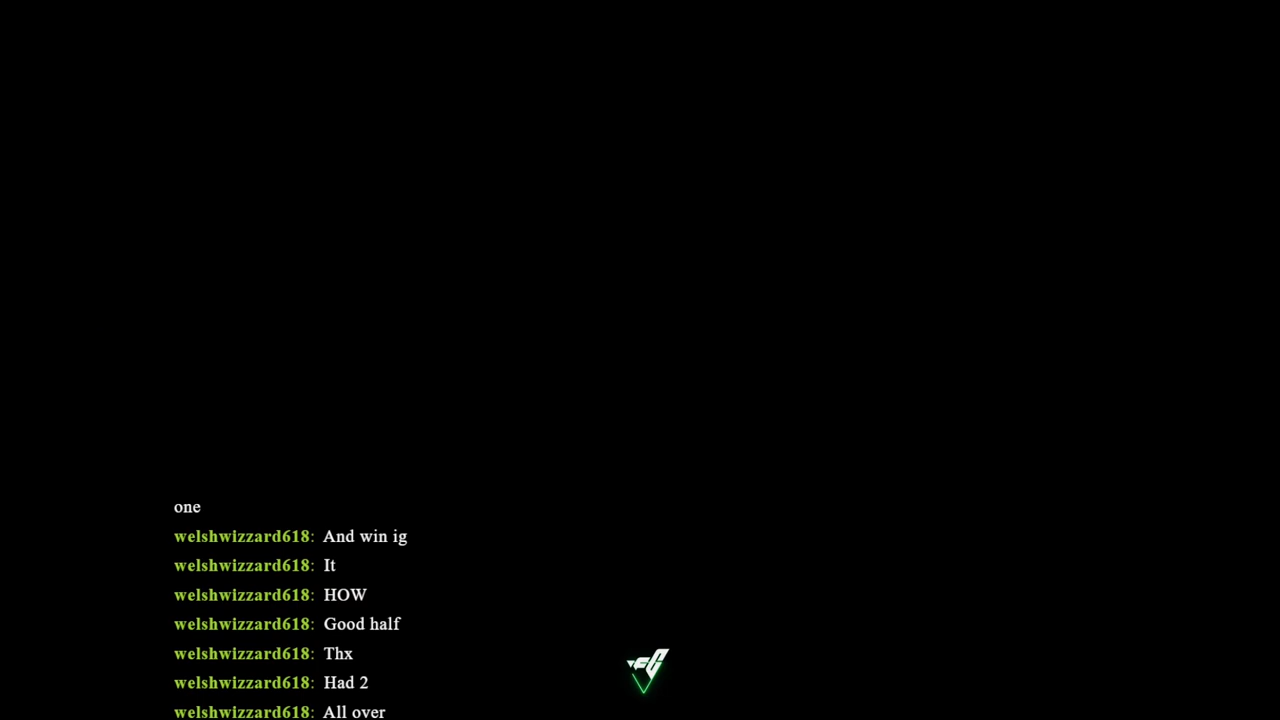 one
welshwizzard618: And win ig
welshwizzard618: It
welshwizzard618: HOW
welshwizzard618: Good half
welshwizzard618: Thx
welshwizzard618: Had 2
welshwizzard618: All over
FC